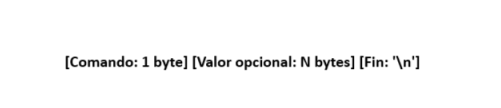 [Comando: 1 byte] [Valor opcional: N bytes] [Fin: '\n']